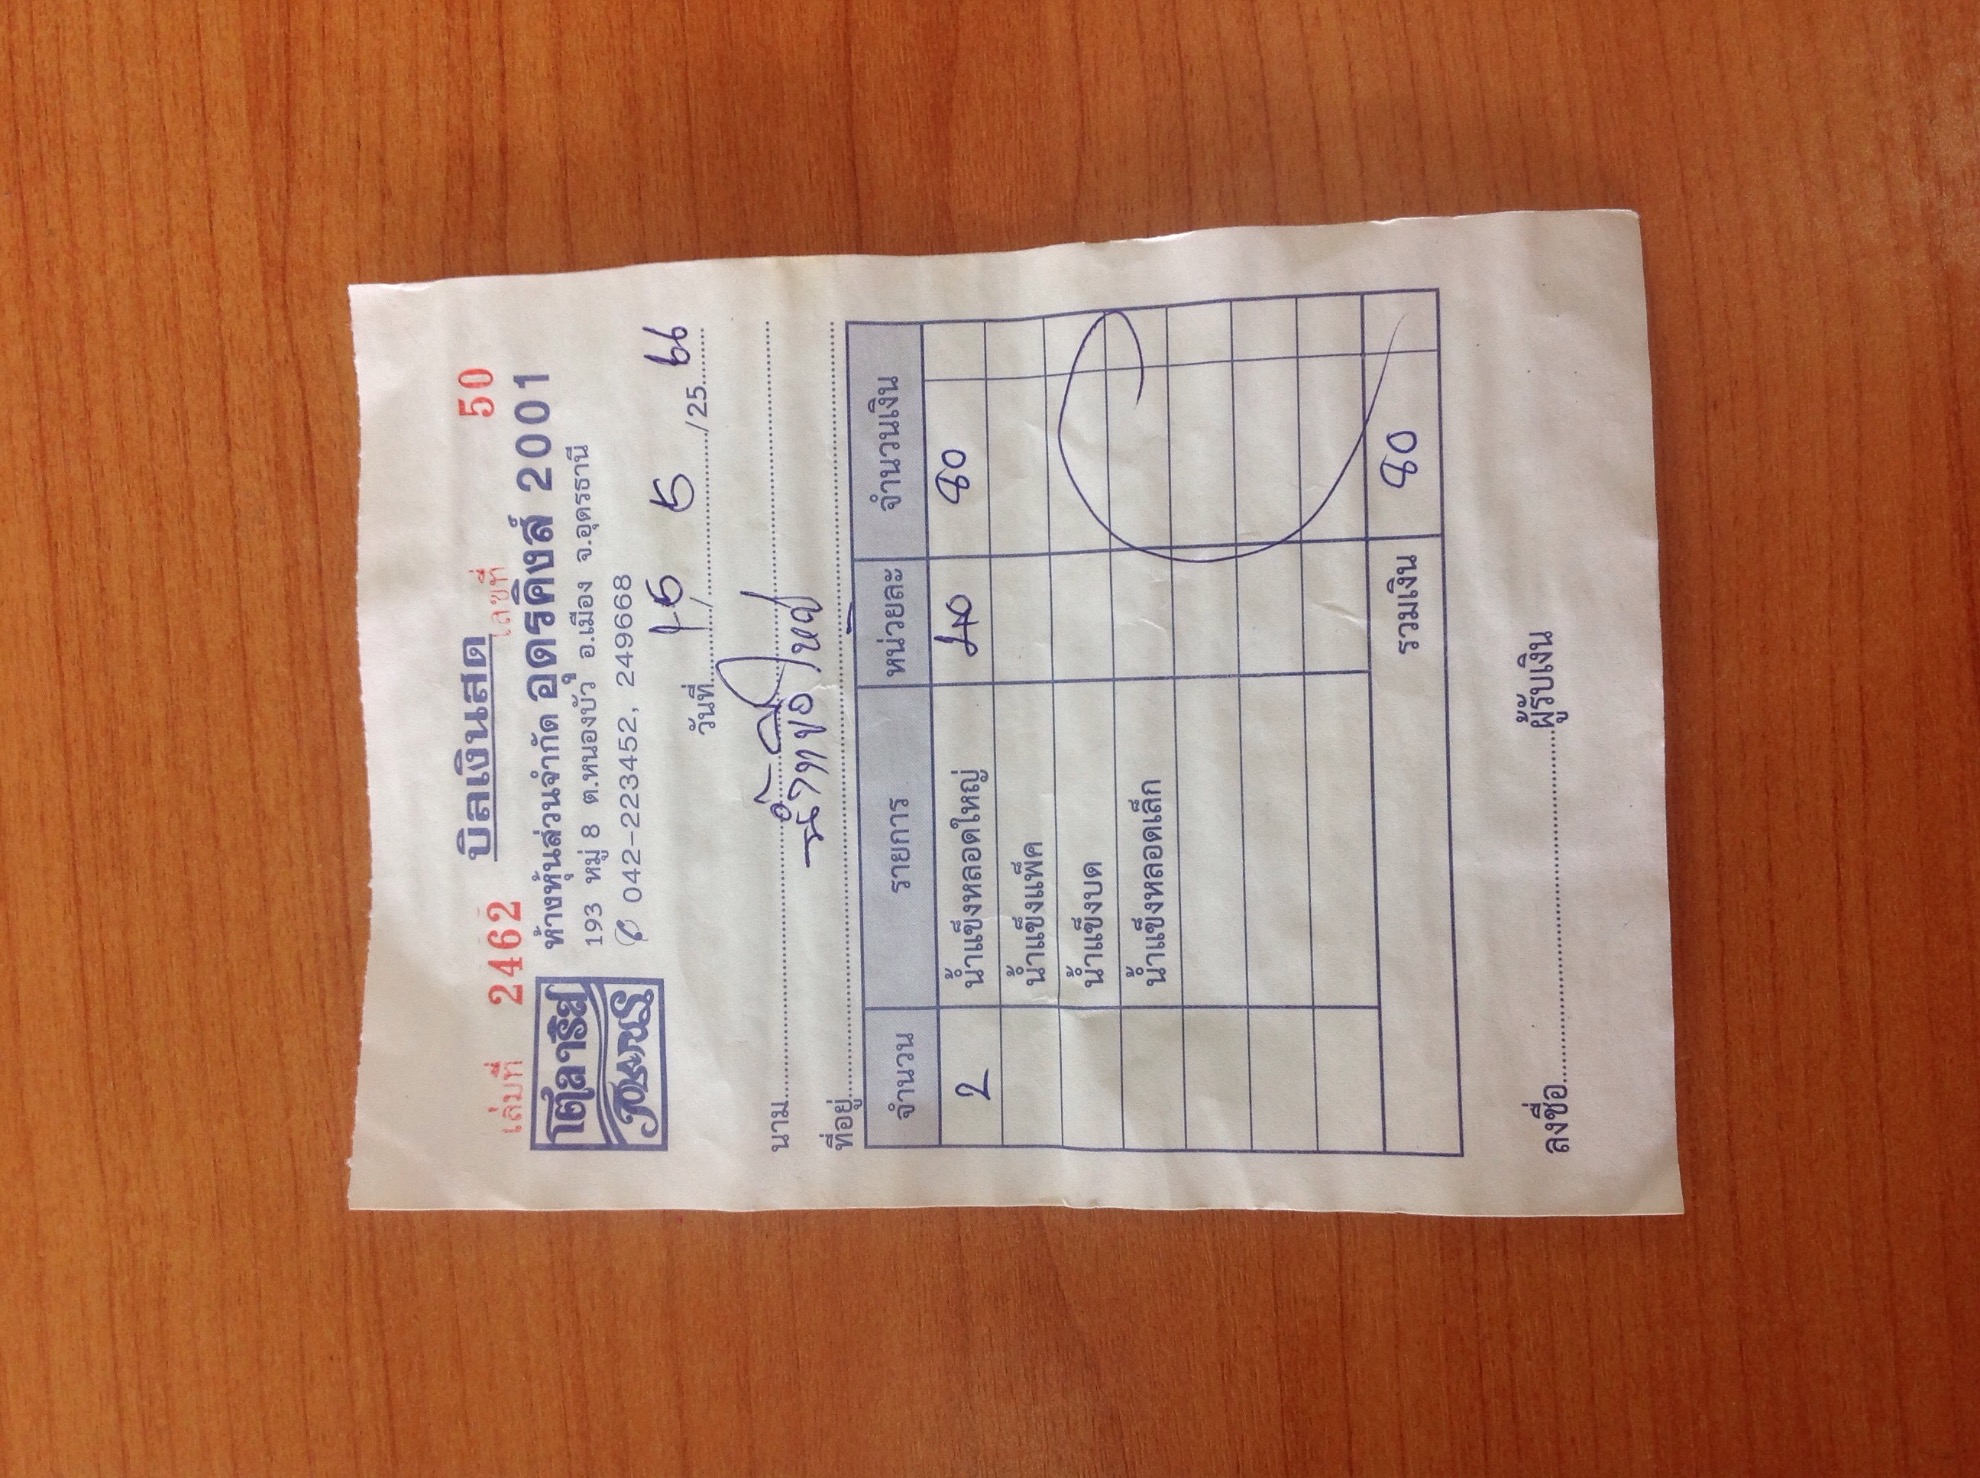 บิลเงินสด
เล่มที่ 2462 เลขที่ 50
ห้างหุ้นส่วนจำกัด อุดรคิงส์ 2001
193 หมู่ 8 ต.หนองบัว อ.เมือง จ.อุดรธานี
042-223452, 249668
วันที่ 15 / 5 /25 66
นาม
ที่อยู่
จำนวน รายการ หน่วยละ จำนวนเงิน
2 น้ำแข็งหลอดใหญ่ 40 80
น้ำแข็งแพ็ค
น้ำแข็งบด
น้ำแข็งหลอดเล็ก
รวมเงิน 80
ลงชื่อ ผู้รับเงิน